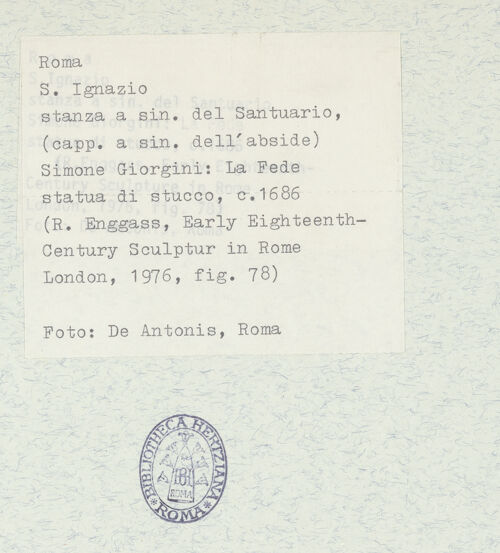 Roma
S. Ignazio
stanza a sin. del Santuario,
(capp. a sin. dell'abside)
Simone Giorgini: La Fede
statua di stucco, c.1686
(R. Enggass, Early Eighteenth-
Century Sculptur in Rome
London, 1976, fig. 78)
Foto: De Antonis, Roma
BIBLIOTHECA HERTZIANA
ROMA
ROMA